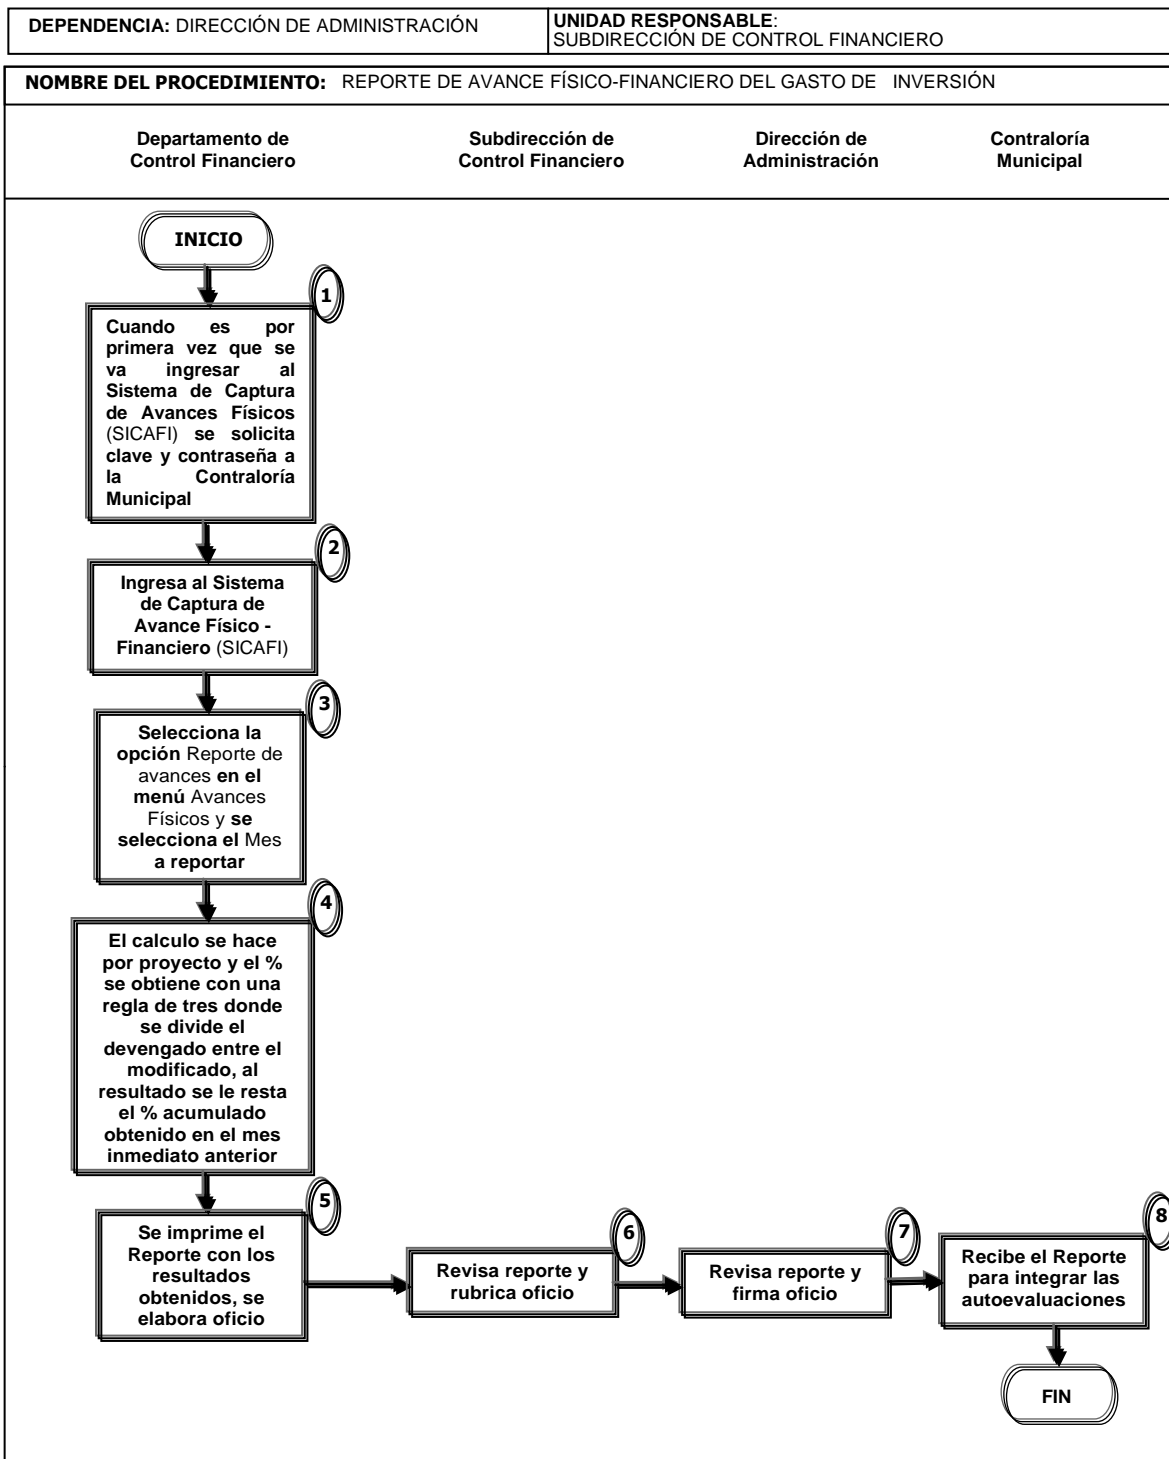 DEPENDENCIA: DIRECCIÓN DE ADMINISTRACIÓN
UNIDAD RESPONSABLE:
SUBDIRECCIÓN DE CONTROL FINANCIERO
NOMBRE DEL PROCEDIMIENTO: REPORTE DE AVANCE FÍSICO-FINANCIERO DEL GASTO DE INVERSIÓN
Departamento de
Control Financiero
Subdirección de
Control Financiero
Dirección de
Administración
Contraloría
Municipal
INICIO
1
Cuando es por
primera vez que se
va ingresar al
Sistema de Captura
de Avances Físicos
(SICAFI) se solicita
clave y contraseña a
la Contraloría
Municipal
2
Ingresa al Sistema
de Captura de
Avance Físico -
Financiero (SICAFI)
3
Selecciona la
opción Reporte de
avances en el
menú Avances
Físicos y se
selecciona el Mes
a reportar
4
El calculo se hace
por proyecto y el %
se obtiene con una
regla de tres donde
se divide el
devengado entre el
modificado, al
resultado se le resta
el % acumulado
obtenido en el mes
inmediato anterior
5
Se imprime el
Reporte con los
resultados
obtenidos, se
elabora oficio
6
Revisa reporte y
rubrica oficio
7
Revisa reporte y
firma oficio
8
Recibe el Reporte
para integrar las
autoevaluaciones
FIN